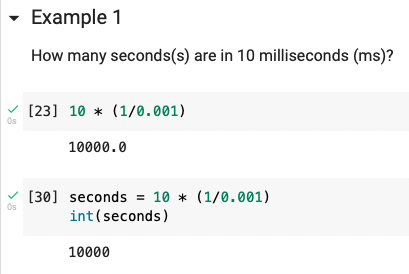 Example 1
How many seconds(s) are in 10 milliseconds (ms)?
[23] 10 * (1/0.001)
0s
10000.0
[30] seconds = 10 * (1/0.001)
0s
int(seconds)
10000